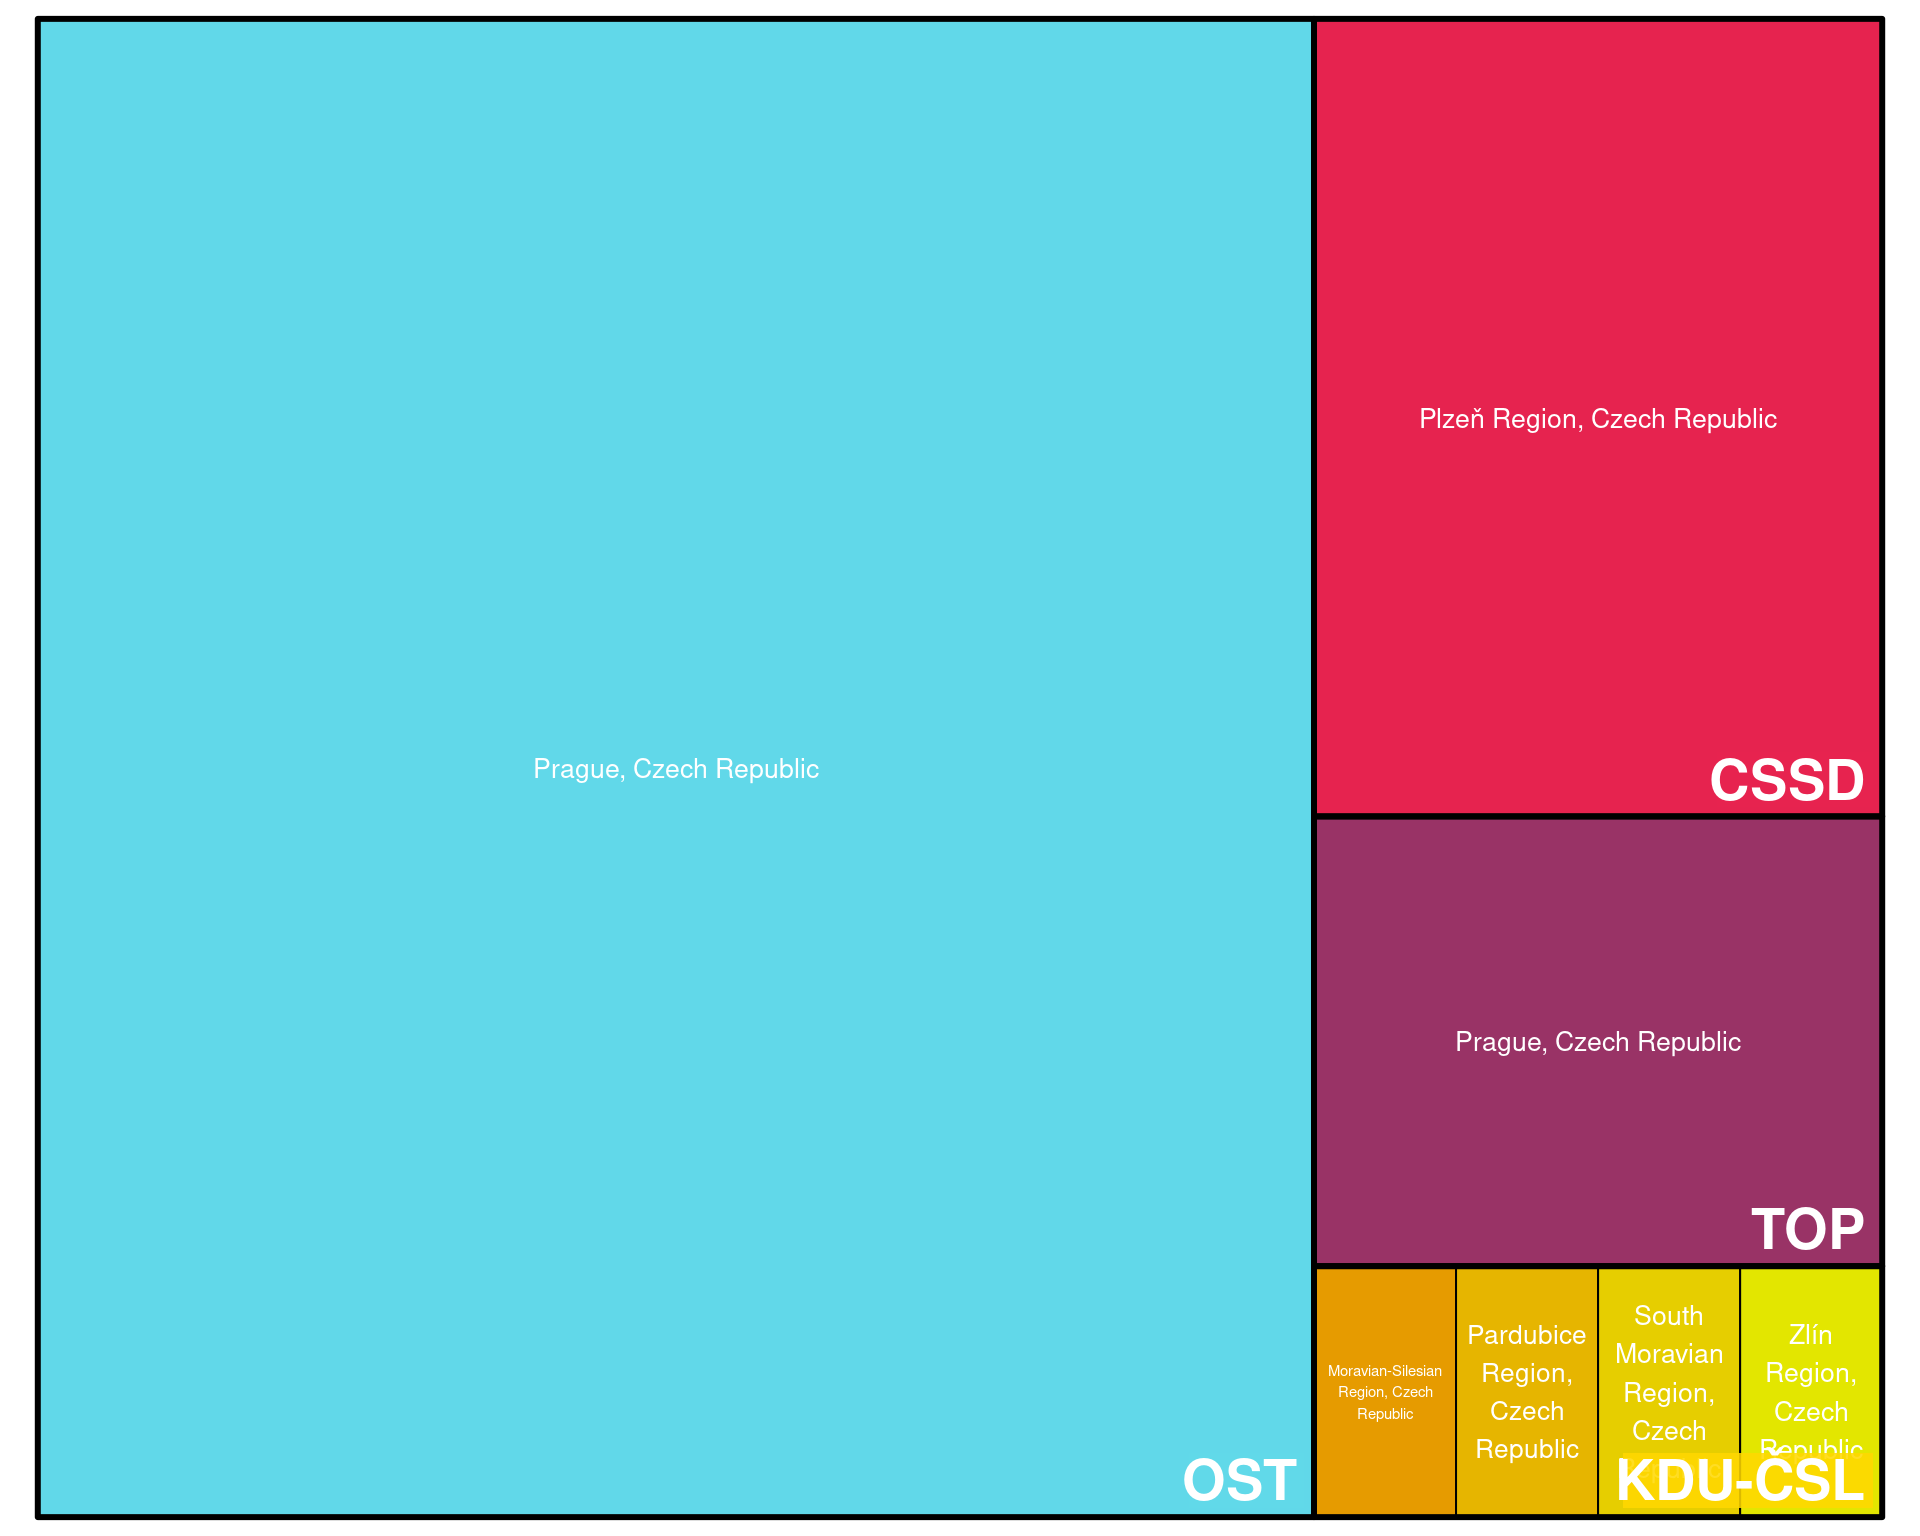 Prague, Czech Republic
OST
Plzeň Region, Czech Republic
CSSD
Prague, Czech Republic
TOP
Moravian-Silesian
Region, Czech
Republic
Pardubice
Region,
Czech
Republic
South
Moravian
Region,
Czech
Zlín
Region,
Czech
Republic
KDU-ČSL